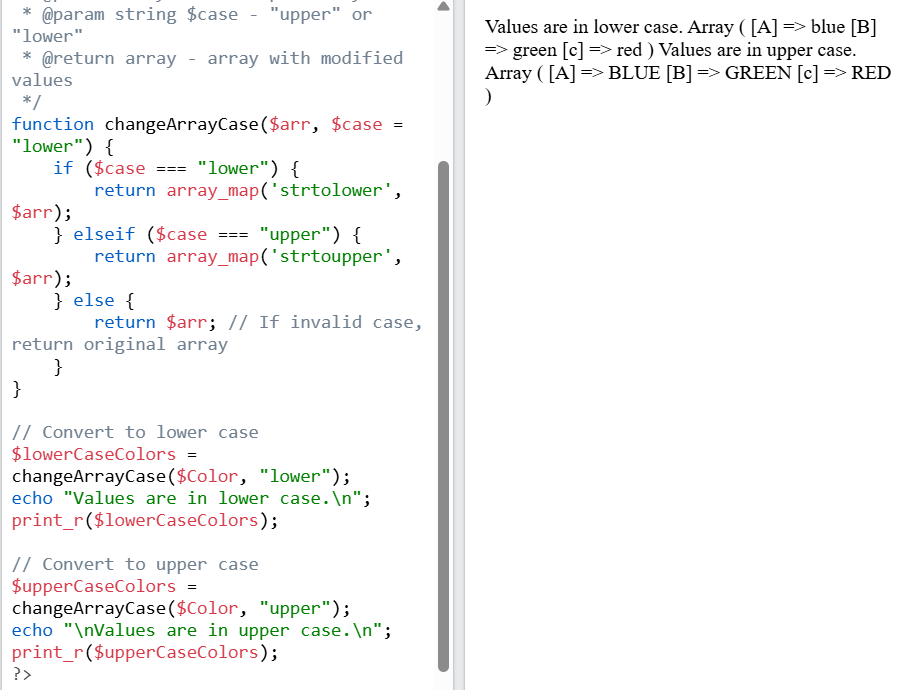 * @param string $case - "upper" or
"lower"
 * @return array - array with modified
values
 */
function changeArrayCase($arr, $case =
"lower") {
    if ($case === "lower") {
        return array_map('strtolower',
$arr);
    } elseif ($case === "upper") {
        return array_map('strtoupper',
$arr);
    } else {
        return $arr; // If invalid case,
return original array
    }
}

// Convert to lower case
$lowerCaseColors =
changeArrayCase($Color, "lower");
echo "Values are in lower case.\n";
print_r($lowerCaseColors);

// Convert to upper case
$upperCaseColors =
changeArrayCase($Color, "upper");
echo "\nValues are in upper case.\n";
print_r($upperCaseColors);
?>
Values are in lower case. Array ( [A] => blue [B]
=> green [c] => red ) Values are in upper case.
Array ( [A] => BLUE [B] => GREEN [c] => RED
)